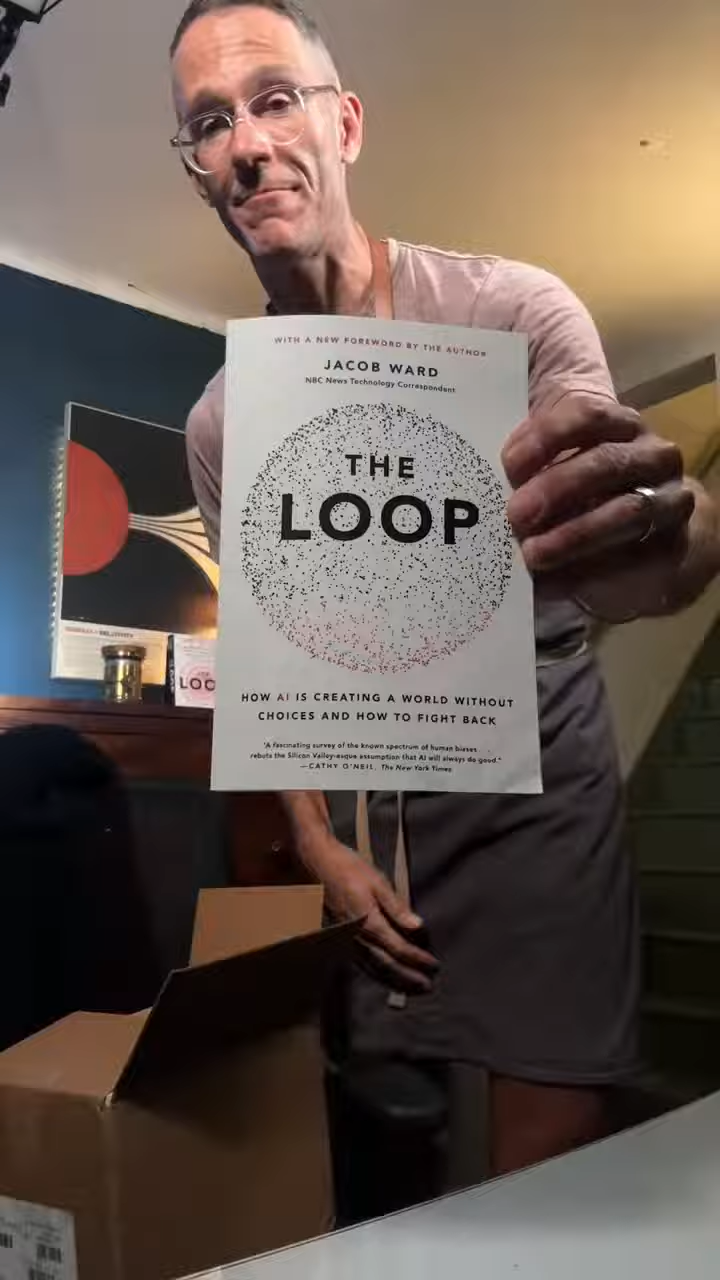 WITH A NEW FOREWORD BY THE AUTHOR
JACOB WARD
NBC News Technology Correspondent
THE
LOOP
HOW AI IS CREATING A WORLD WITHOUT
CHOICES AND HOW TO FIGHT BACK
"A fascinating survey of the known spectrum of human biases . . .
rebuts the Silicon Valley-esque assumption that AI will always do good."
—CATHY O'NEIL, The New York Times
LOO